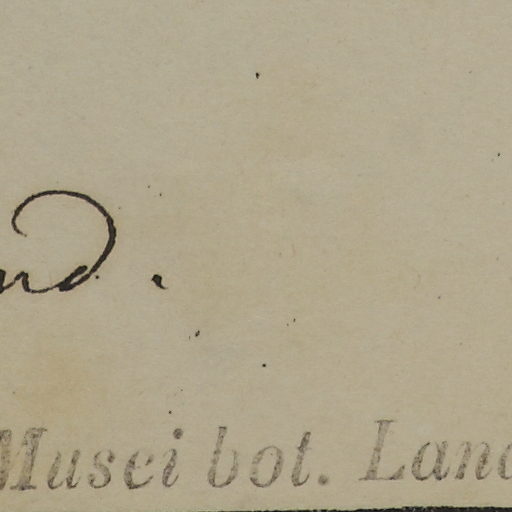 nd.
Musei bot. Land